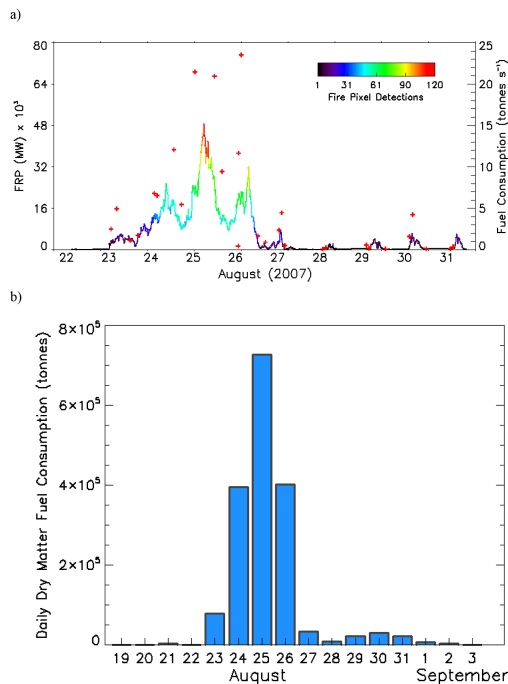 a)
80
64
48
32
16
0
FRP (MW) × 10³
25
20
15
10
5
0
Fuel Consumption (tonnes s⁻¹)
1 31 61 90 120
Fire Pixel Detections
22 23 24 25 26 27 28 29 30 31
August (2007)
b)
8×10⁵
6×10⁵
4×10⁵
2×10⁵
0
Daily Dry Matter Fuel Consumption (tonnes)
19 20 21 22 23 24 25 26 27 28 29 30 31 1 2 3
August September